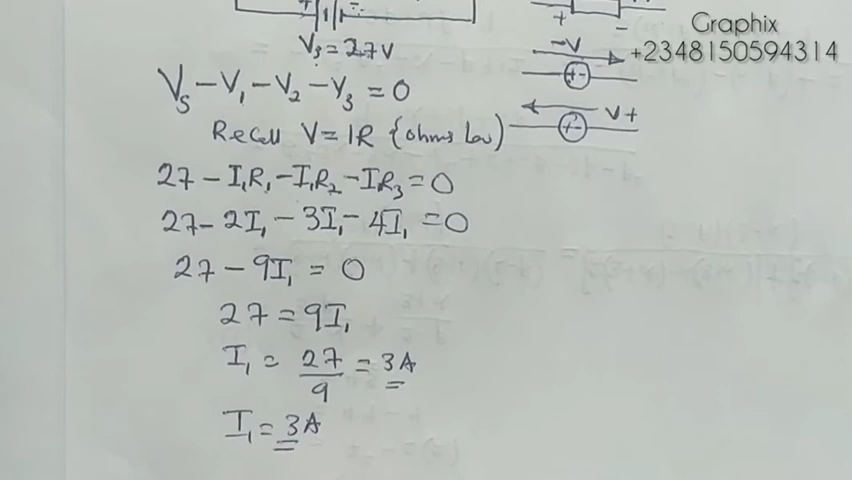 Graphix
+2348150594314
Vs = 27V
-V
Vs - V1 - V2 - V3 = 0
V+
Recall V = IR {ohms law)
27 - I1R1 - I1R2 - I1R3 = 0
27 - 2I1 - 3I1 - 4I1 = 0
27 - 9I1 = 0
27 = 9I1
I1 = 27/9 = 3A
I1 = 3A